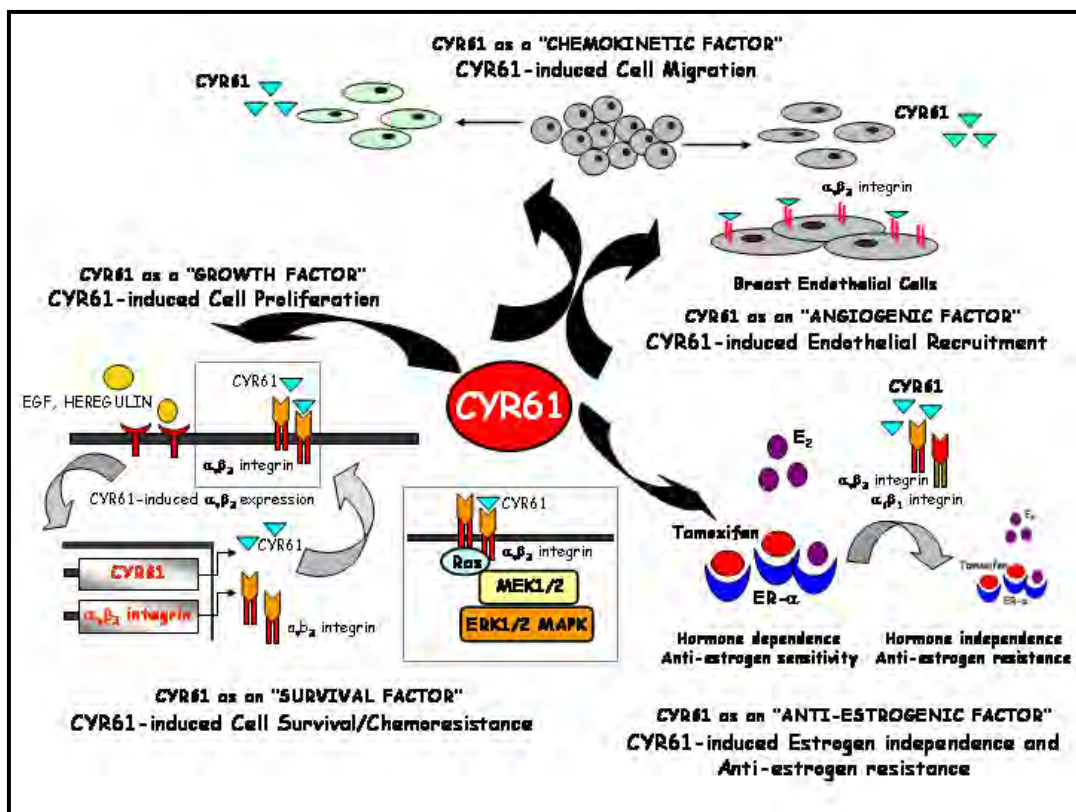 CYR61 as a "CHEMOKINETIC FACTOR"
CYR61-induced Cell Migration
CYR61
CYR61
αvβ3 integrin
Breast Endothelial Cells
CYR61 as an "ANGIOGENIC FACTOR"
CYR61-induced Endothelial Recruitment
CYR61 as a "GROWTH FACTOR"
CYR61-induced Cell Proliferation
CYR61
EGF, HEREGULIN
αvβ3 integrin
CYR61-induced αvβ3 expression
CYR61
CYR61
αvβ3 integrin
αvβ3 integrin
CYR61
CYR61
αvβ3 integrin
Ras
MEK1/2
ERK1/2 MAPK
CYR61 as an "SURVIVAL FACTOR"
CYR61-induced Cell Survival/Chemoresistance
CYR61
E2
αvβ3 integrin
β1 integrin
Tamoxifen
ER-α
E2
Tamoxifen
ER-α
Hormone dependence
Anti-estrogen sensitivity
Hormone independence
Anti-estrogen resistance
CYR61 as an "ANTI-ESTROGENIC FACTOR"
CYR61-induced Estrogen independence and
Anti-estrogen resistance